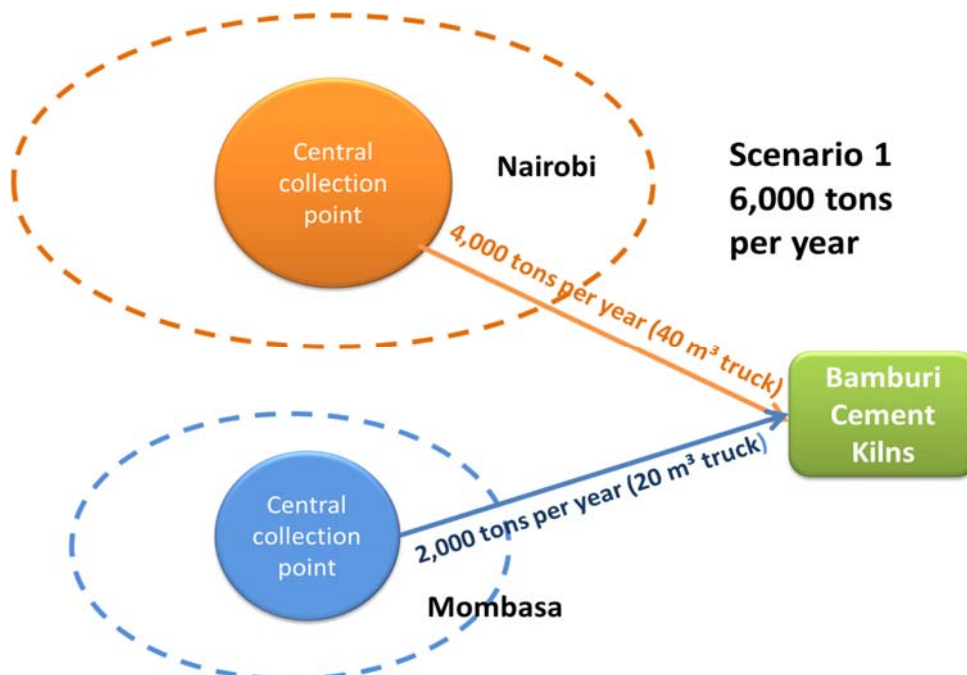 Central
collection
point
Nairobi
Scenario 1
6,000 tons
per year
4,000 tons per year (40 m³ truck)
Bamburi
Cement
Kilns
Central
collection
point
2,000 tons per year (20 m³ truck)
Mombasa